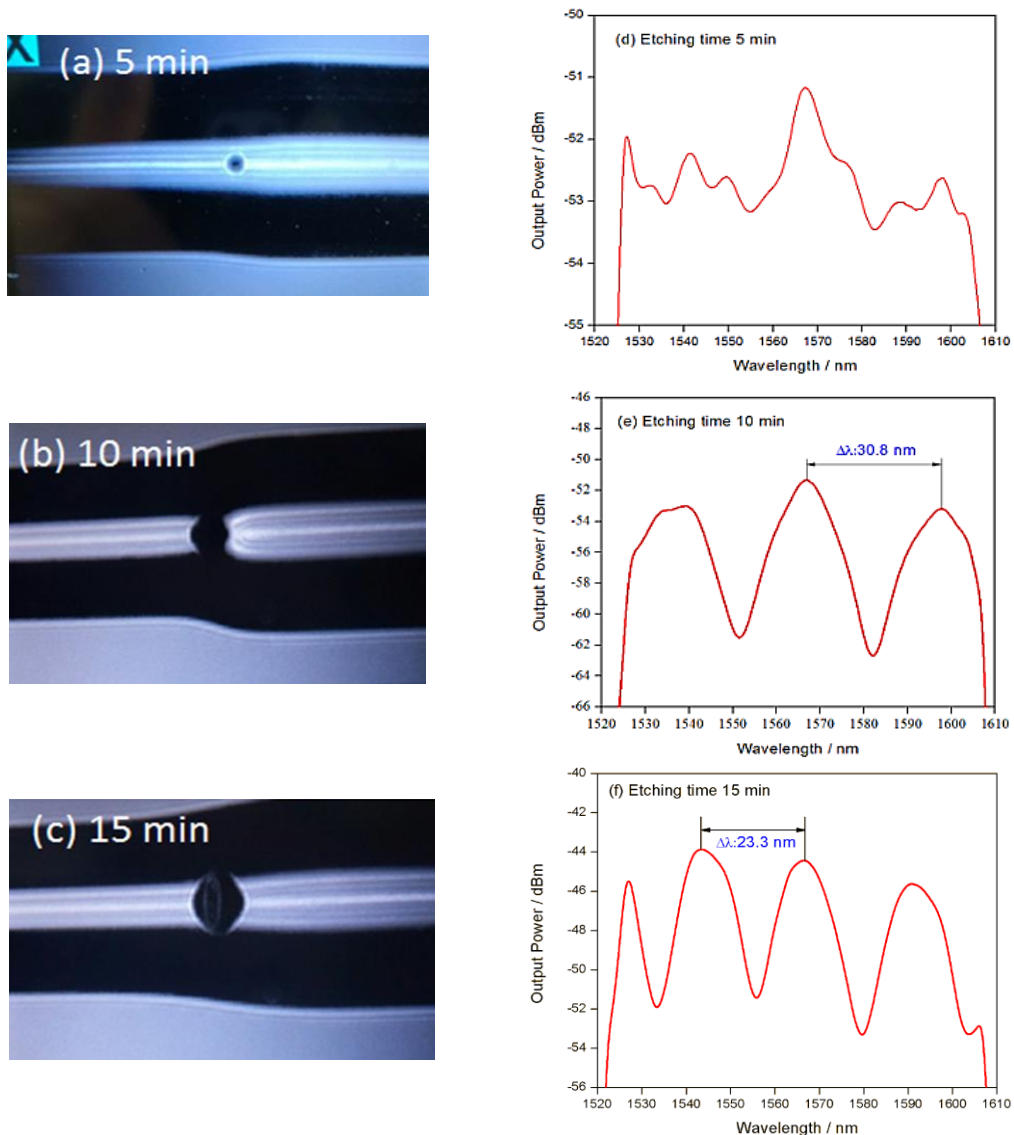 X
(a) 5 min
(d) Etching time 5 min
-50
-51
-52
-53
-54
-55
1520 1530 1540 1550 1560 1570 1580 1590 1600 1610
Output Power / dBm
Wavelength / nm
(b) 10 min
(e) Etching time 10 min
Δλ:30.8 nm
-46
-48
-50
-52
-54
-56
-58
-60
-62
-64
-66
1520 1530 1540 1550 1560 1570 1580 1590 1600 1610
Output Power / dBm
Wavelength / nm
(c) 15 min
(f) Etching time 15 min
Δλ:23.3 nm
-40
-42
-44
-46
-48
-50
-52
-54
-56
1520 1530 1540 1550 1560 1570 1580 1590 1600 1610
Output Power / dBm
Wavelength / nm